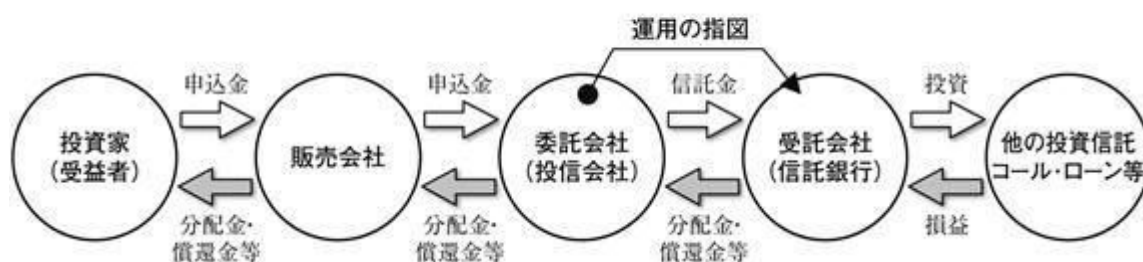 運用の指図
申込金
申込金
信託金
投資
投資家
(受益者)
販売会社
委託会社
(投信会社)
受託会社
(信託銀行)
他の投資信託
コール・ローン等
分配金・
償還金等
分配金・
償還金等
分配金・
償還金等
損益